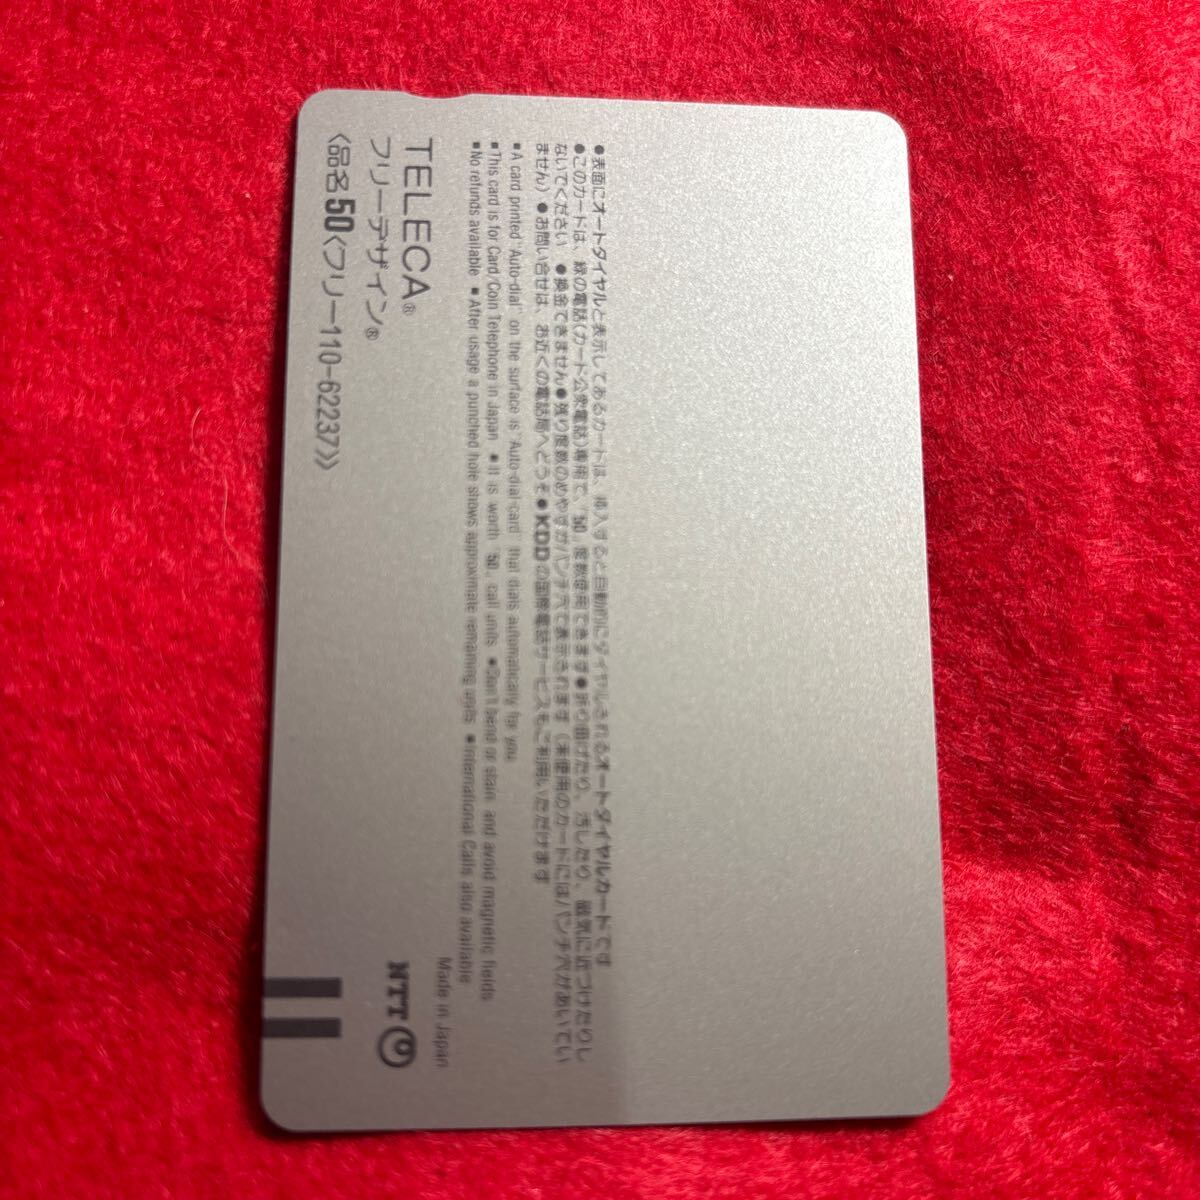 ●表面にオートダイヤルと表示してあるカードは、挿入すると自動的にダイヤルされるオートダイヤルカードです
●このカードは、緑の電話(カード公衆電話)専用で、"50"度数使用できます●折り曲げたり、汚したり、磁気に近づけたりし
ないでください ●換金できません●残り度数のめやすがパンチ穴で表示されます(未使用のカードにはパンチ穴があいてい
ません)●お問い合せは、お近くの電話局へどうぞ●KDDの国際電話サービスもご利用いただけます
■A card printed "Auto-dial" on the surface is "Auto-dial-card" that dials automatically for you.
■This card is for Card/Coin Telephone in Japan ■It is worth "50" call units ■Don't bend or stain and avoid magnetic fields
■No refunds available ■After usage a punched hole shows approximate remaining units ■International Calls also available
Made in Japan
TELECA®
フリーデザイン®
〈品名50〈フリー110-62237〉〉
NTT